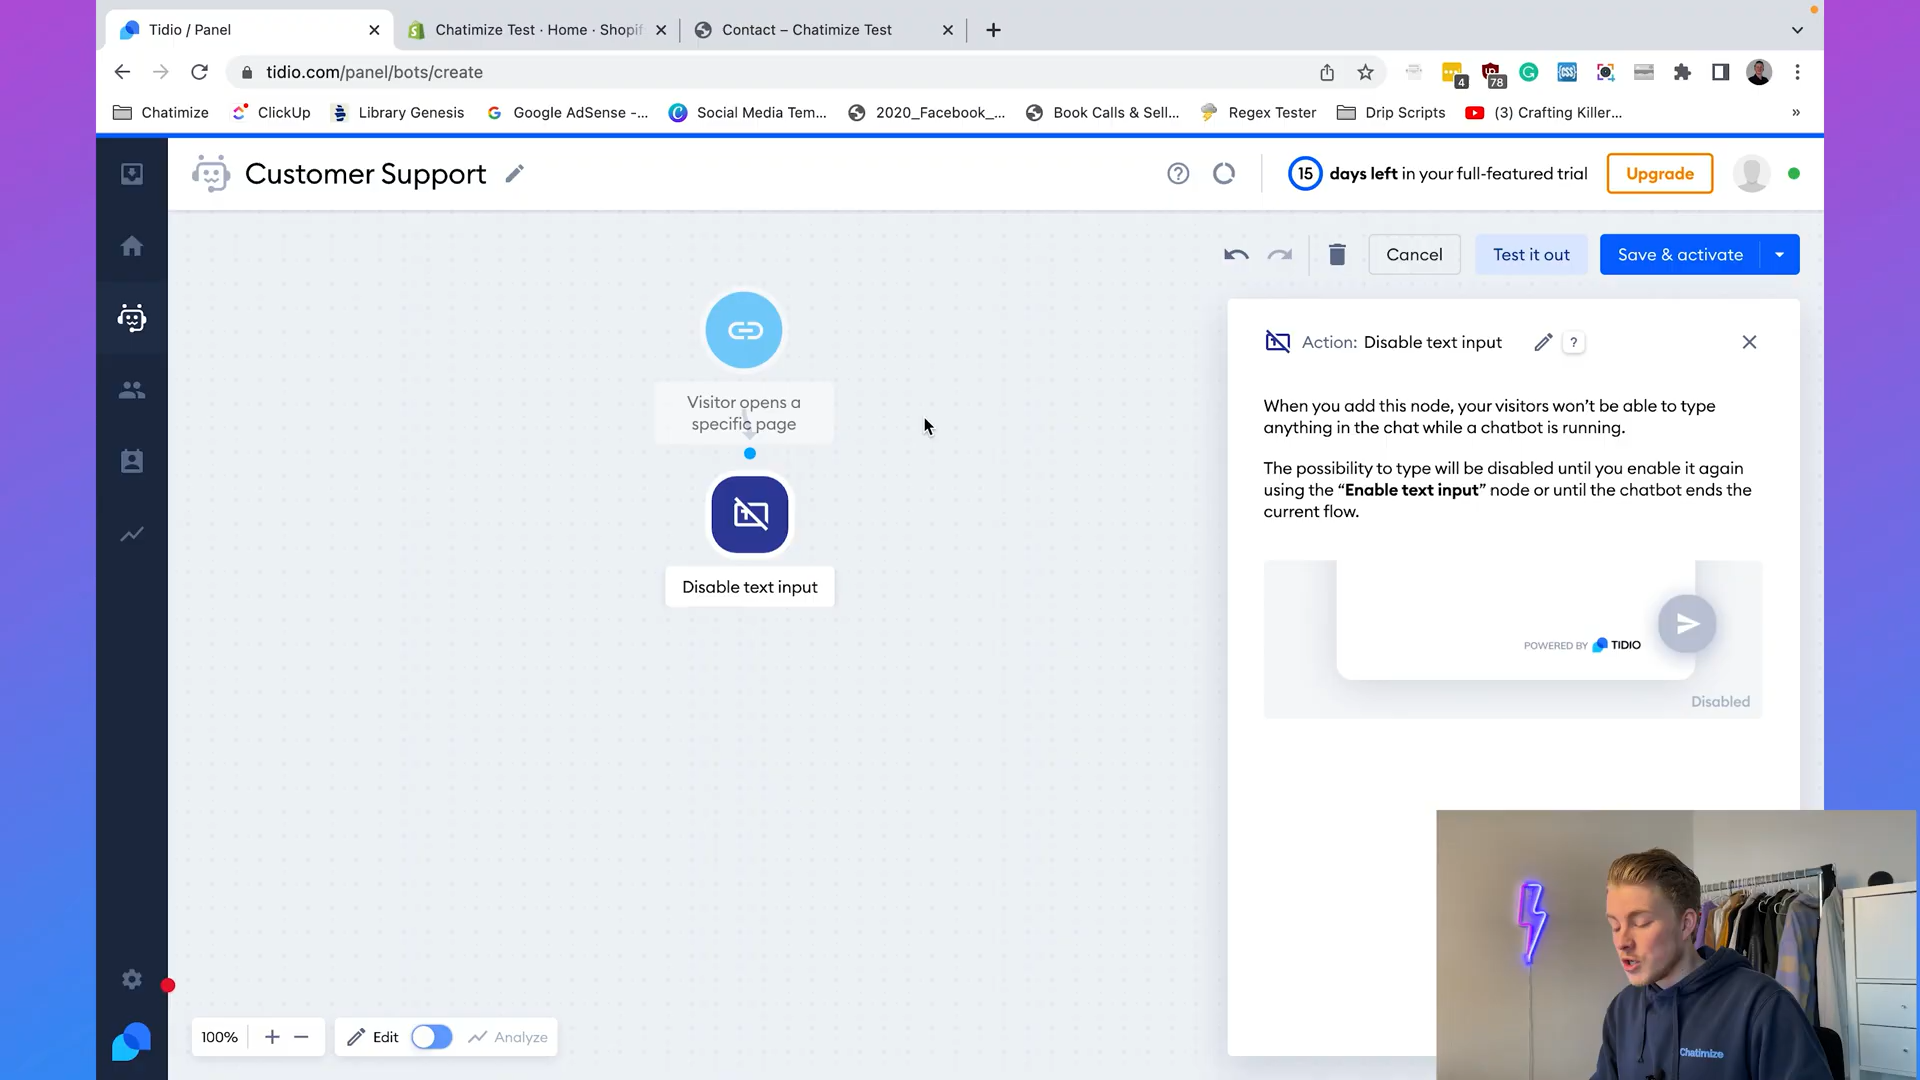 Tidio / Panel
Chatimize Test · Home · Shopif
Contact – Chatimize Test
tidio.com/panel/bots/create
4
78
Chatimize
ClickUp
Library Genesis
Google AdSense -...
Social Media Tem...
2020_Facebook_...
Book Calls & Sell...
Regex Tester
Drip Scripts
(3) Crafting Killer...
»
Customer Support
15 days left in your full-featured trial
Upgrade
Cancel
Test it out
Save & activate
Visitor opens a
specific page
Disable text input
Action: Disable text input
?
When you add this node, your visitors won't be able to type
anything in the chat while a chatbot is running.
The possibility to type will be disabled until you enable it again
using the “Enable text input” node or until the chatbot ends the
current flow.
POWERED BY TIDIO
Disabled
100%
Edit
Analyze
Chatimize